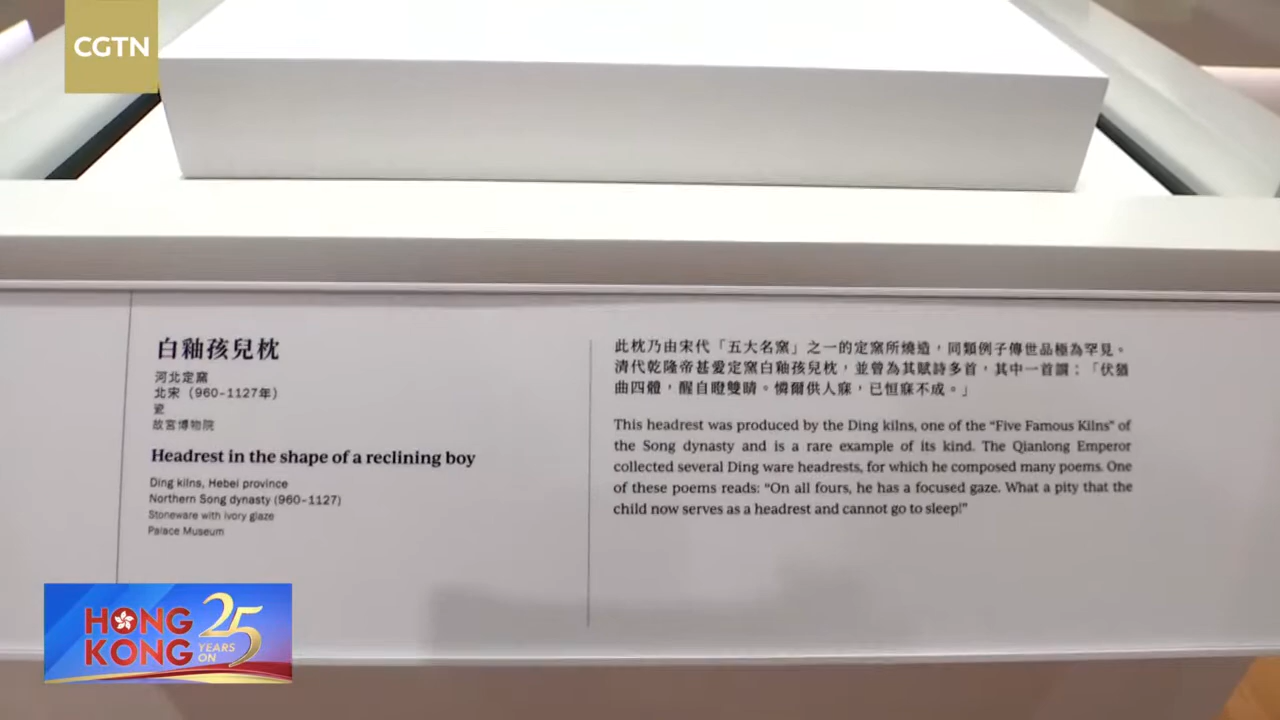 CGTN
白釉孩兒枕
河北定窯
北宋（960-1127年）
瓷
故宮博物院
Headrest in the shape of a reclining boy
Ding kilns, Hebei province
Northern Song dynasty (960-1127)
Stoneware with ivory glaze
Palace Museum
此枕乃由宋代「五大名窯」之一的定窯所燒造，同類例子傳世品極為罕見。
清代乾隆帝甚愛定窯白釉孩兒枕，並曾為其賦詩多首，其中一首謂：「伏猶
曲四體，醒自瞪雙睛。憐爾供人寐，己恒寐不成。」
This headrest was produced by the Ding kilns, one of the “Five Famous Kilns” of
the Song dynasty and is a rare example of its kind. The Qianlong Emperor
collected several Ding ware headrests, for which he composed many poems. One
of these poems reads: “On all fours, he has a focused gaze. What a pity that the
child now serves as a headrest and cannot go to sleep!”
HONG
KONG
25
YEARS
ON